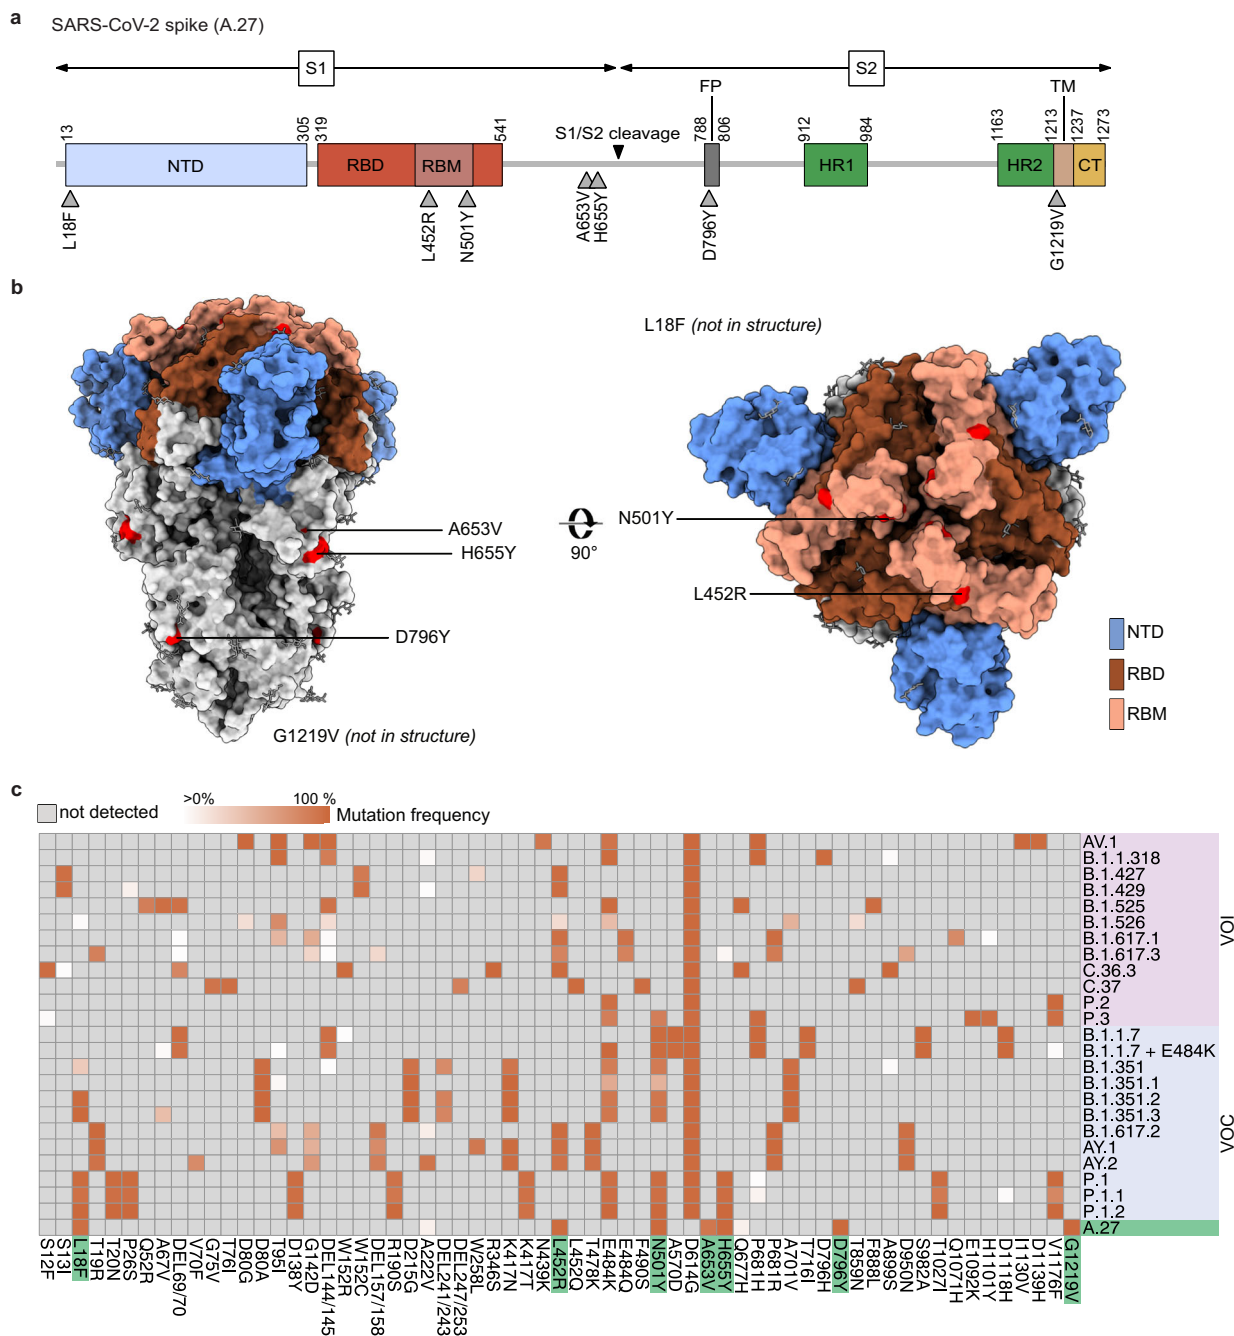 a
SARS-CoV-2 spike (A.27)
S1
S2
FP
TM
13
305
319
541
S1/S2 cleavage
788
806
912
984
1163
1213
1237
1273
NTD
RBD
RBM
HR1
HR2
CT
L18F
L452R
N501Y
A653V
H655Y
D796Y
G1219V
b
L18F (not in structure)
A653V
H655Y
D796Y
G1219V (not in structure)
90°
N501Y
L452R
NTD
RBD
RBM
c
not detected
>0%
100 %
Mutation frequency
AV.1
B.1.1.318
B.1.427
B.1.429
B.1.525
B.1.526
B.1.617.1
B.1.617.3
C.36.3
C.37
P.2
P.3
B.1.1.7
B.1.1.7 + E484K
B.1.351
B.1.351.1
B.1.351.2
B.1.351.3
B.1.617.2
AY.1
AY.2
P.1
P.1.1
P.1.2
A.27
VOI
VOC
S12F
S13I
L18F
T19R
T20N
P26S
Q52R
A67V
DEL69/70
V70F
G75V
T76I
D80G
D80A
T95I
D138Y
G142D
DEL144/145
W152R
W152C
DEL157/158
R190S
D215G
A222V
DEL241/243
DEL247/253
W258L
R346S
K417N
K417T
N439K
L452R
L452Q
T478K
E484K
E484Q
F490S
N501Y
A570D
D614G
A653V
H655Y
Q677H
P681H
P681R
A701V
T716I
D796H
D796Y
T859N
F888L
A899S
D950N
S982A
T1027I
Q1071H
E1092K
H1101Y
D1118H
I1130V
D1139H
V1176F
G1219V